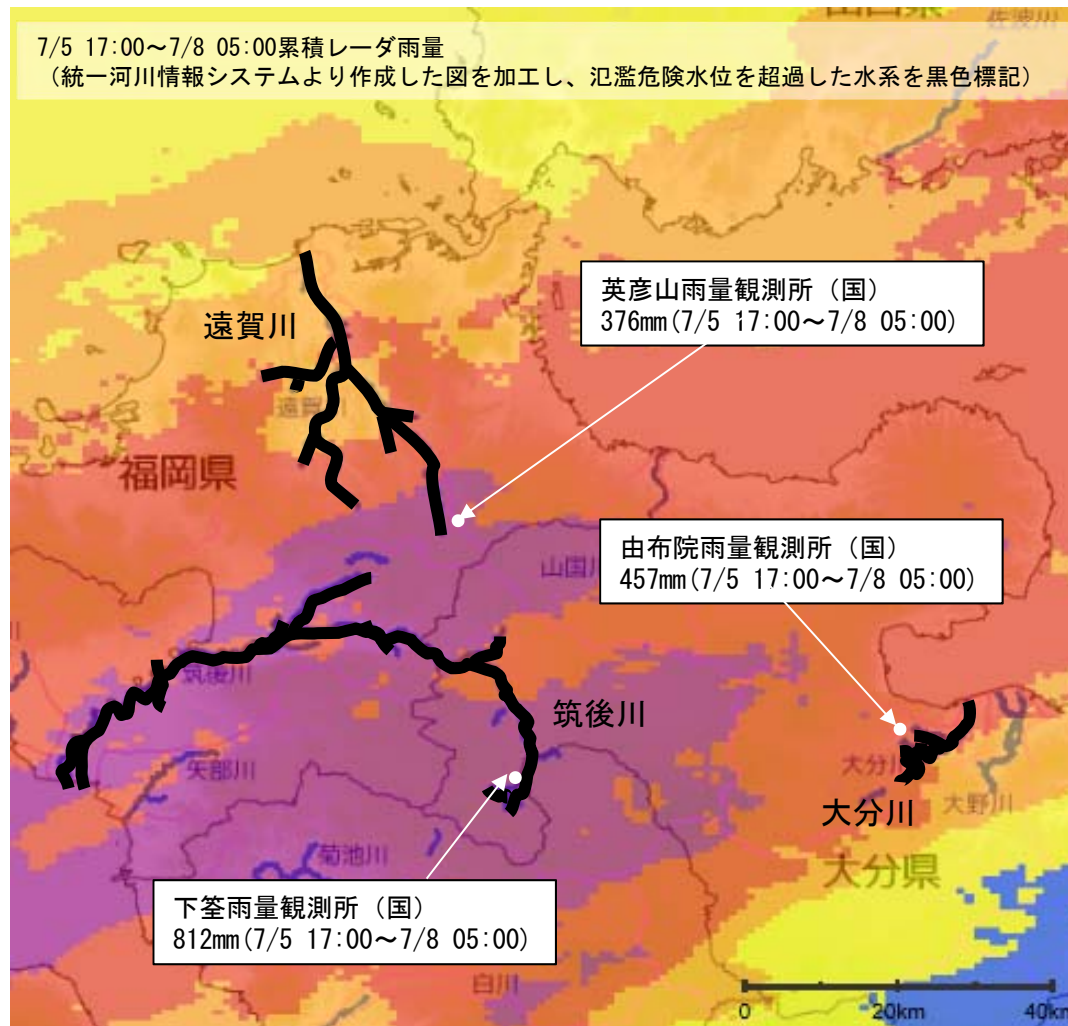 7/5 17:00～7/8 05:00累積レーダ雨量
（統一河川情報システムより作成した図を加工し、氾濫危険水位を超過した水系を黒色標記）
佐波川
英彦山雨量観測所（国）
376mm(7/5 17:00～7/8 05:00)
遠賀川
遠賀川
福岡県
由布院雨量観測所（国）
457mm(7/5 17:00～7/8 05:00)
山国川
筑後川
筑後川
矢部川
大分川
大野川
大分川
菊池川
大分県
下筌雨量観測所（国）
812mm(7/5 17:00～7/8 05:00)
白川
0 20km 40km